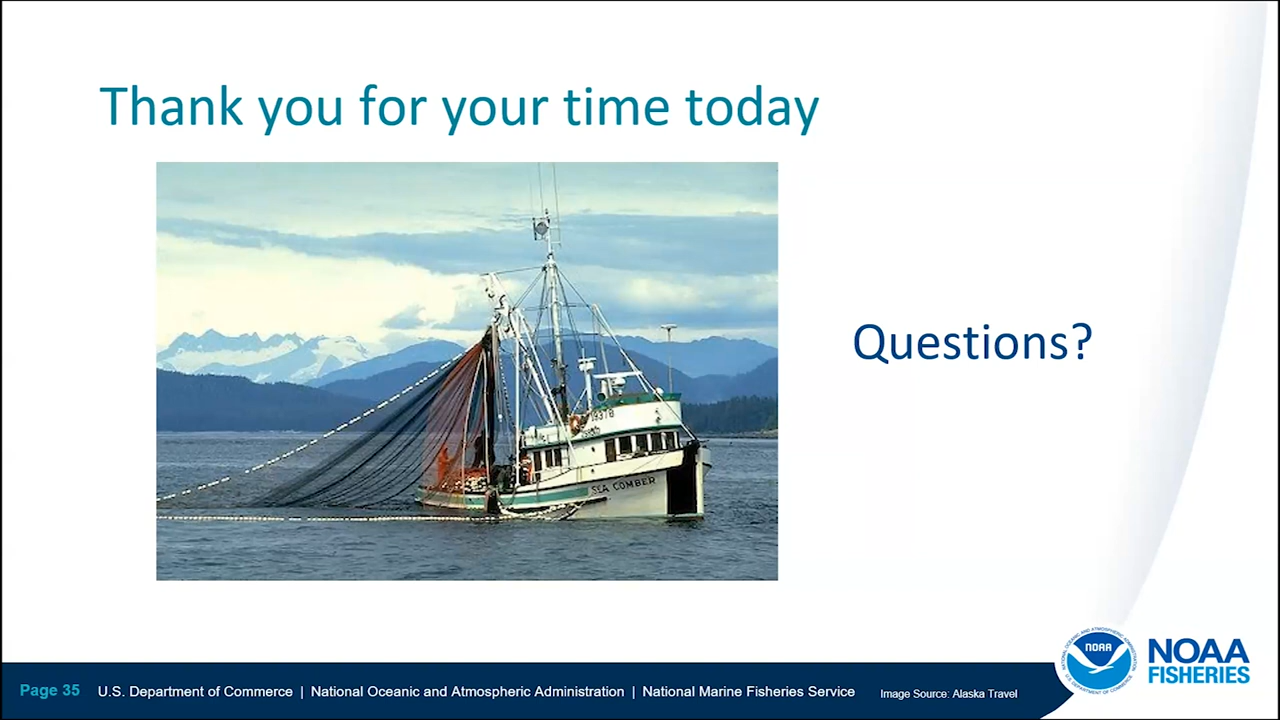 Thank you for your time today
Questions?
SEA COMBER
NOAA
NOAA
FISHERIES
Page 35 U.S. Department of Commerce | National Oceanic and Atmospheric Administration | National Marine Fisheries Service Image Source: Alaska Travel